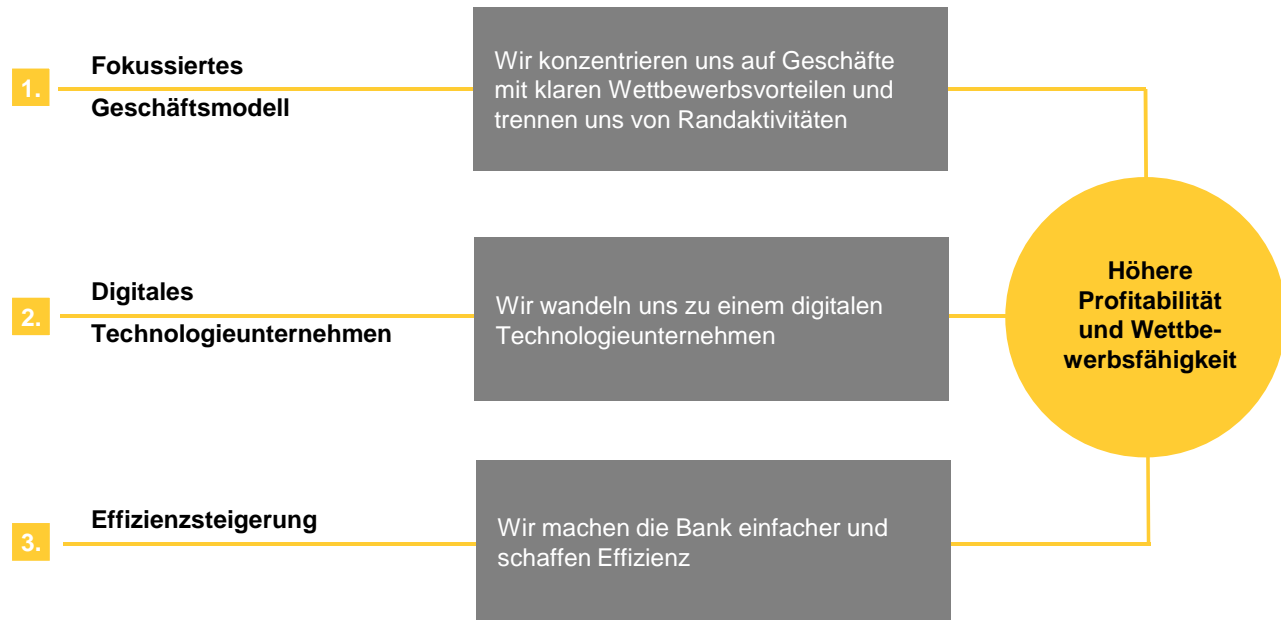 1.
Fokussiertes
Geschäftsmodell
Wir konzentrieren uns auf Geschäfte
mit klaren Wettbewerbsvorteilen und
trennen uns von Randaktivitäten
2.
Digitales
Technologieunternehmen
Wir wandeln uns zu einem digitalen
Technologieunternehmen
3.
Effizienzsteigerung
Wir machen die Bank einfacher und
schaffen Effizienz
Höhere
Profitabilität
und Wettbe-
werbsfähigkeit